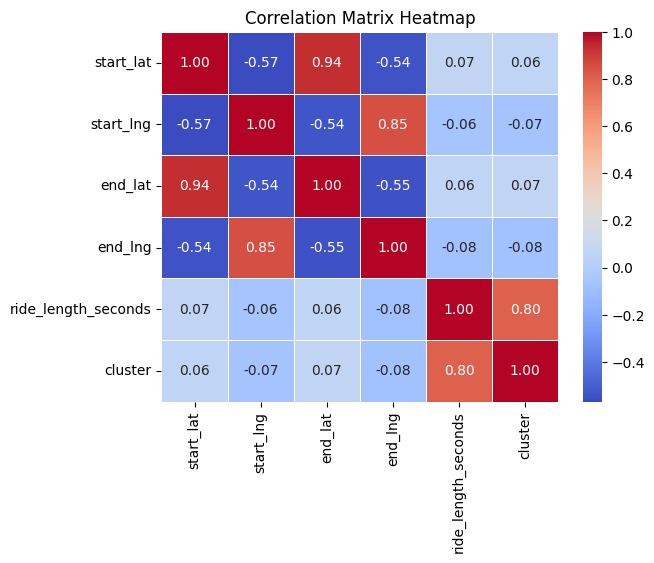 Correlation Matrix Heatmap
start_lat 1.00 -0.57 0.94 -0.54 0.07 0.06
start_lng -0.57 1.00 -0.54 0.85 -0.06 -0.07
end_lat 0.94 -0.54 1.00 -0.55 0.06 0.07
end_lng -0.54 0.85 -0.55 1.00 -0.08 -0.08
ride_length_seconds 0.07 -0.06 0.06 -0.08 1.00 0.80
cluster 0.06 -0.07 0.07 -0.08 0.80 1.00
start_lat
start_lng
end_lat
end_lng
ride_length_seconds
cluster
1.0
0.8
0.6
0.4
0.2
0.0
-0.2
-0.4